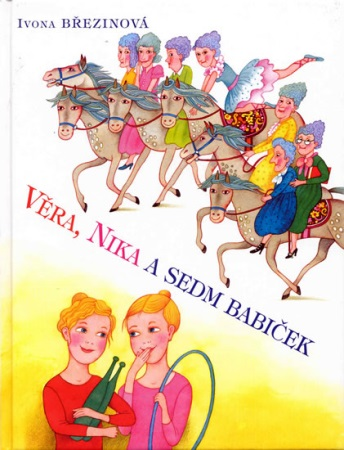 IVONA BŘEZINOVÁ
VĚRA, NIKA A SEDM BABIČEK